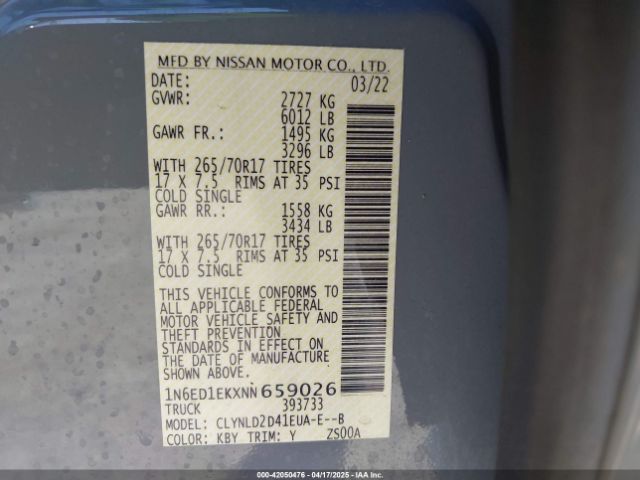 MFD BY NISSAN MOTOR CO., LTD.
DATE: 03/22
GVWR: 2727 KG
6012 LB
GAWR FR.: 1495 KG
3296 LB
WITH 265/70R17 TIRES
17 X 7.5 RIMS AT 35 PSI
COLD SINGLE
GAWR RR.: 1558 KG
3434 LB
WITH 265/70R17 TIRES
17 X 7.5 RIMS AT 35 PSI
COLD SINGLE
THIS VEHICLE CONFORMS TO
ALL APPLICABLE FEDERAL
MOTOR VEHICLE SAFETY AND
THEFT PREVENTION
STANDARDS IN EFFECT ON
THE DATE OF MANUFACTURE
SHOWN ABOVE.
1N6ED1EKXNN659026
TRUCK 393733
MODEL: CLYNLD2D41EUA-E--B
COLOR: KBY TRIM: Y ZS00A
000-42050476 - 04/17/2025 - IAAI.COM